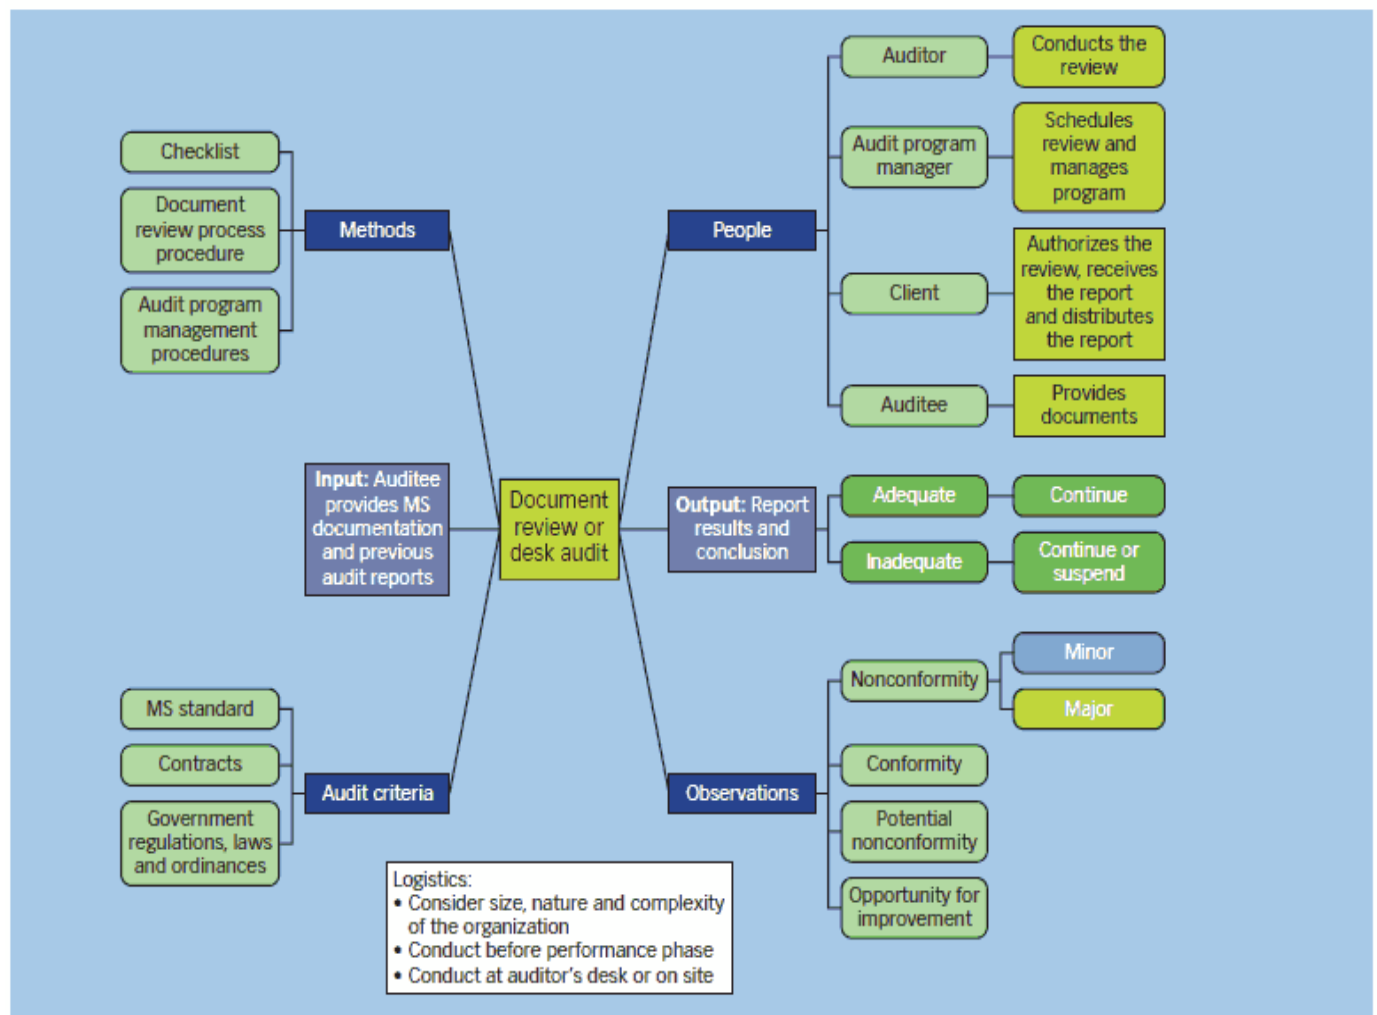 Checklist
Document
review process
procedure
Audit program
management
procedures
Methods
Input: Auditee
provides MS
documentation
and previous
audit reports
MS standard
Contracts
Government
regulations, laws
and ordinances
Audit criteria
Document
review or
desk audit
People
Auditor
Conducts the
review
Audit program
manager
Schedules
review and
manages
program
Client
Authorizes the
review, receives
the report
and distributes
the report
Auditee
Provides
documents
Output: Report
results and
conclusion
Adequate
Continue
Inadequate
Continue or
suspend
Observations
Nonconformity
Minor
Major
Conformity
Potential
nonconformity
Opportunity for
improvement
Logistics:
• Consider size, nature and complexity
of the organization
• Conduct before performance phase
• Conduct at auditor's desk or on site